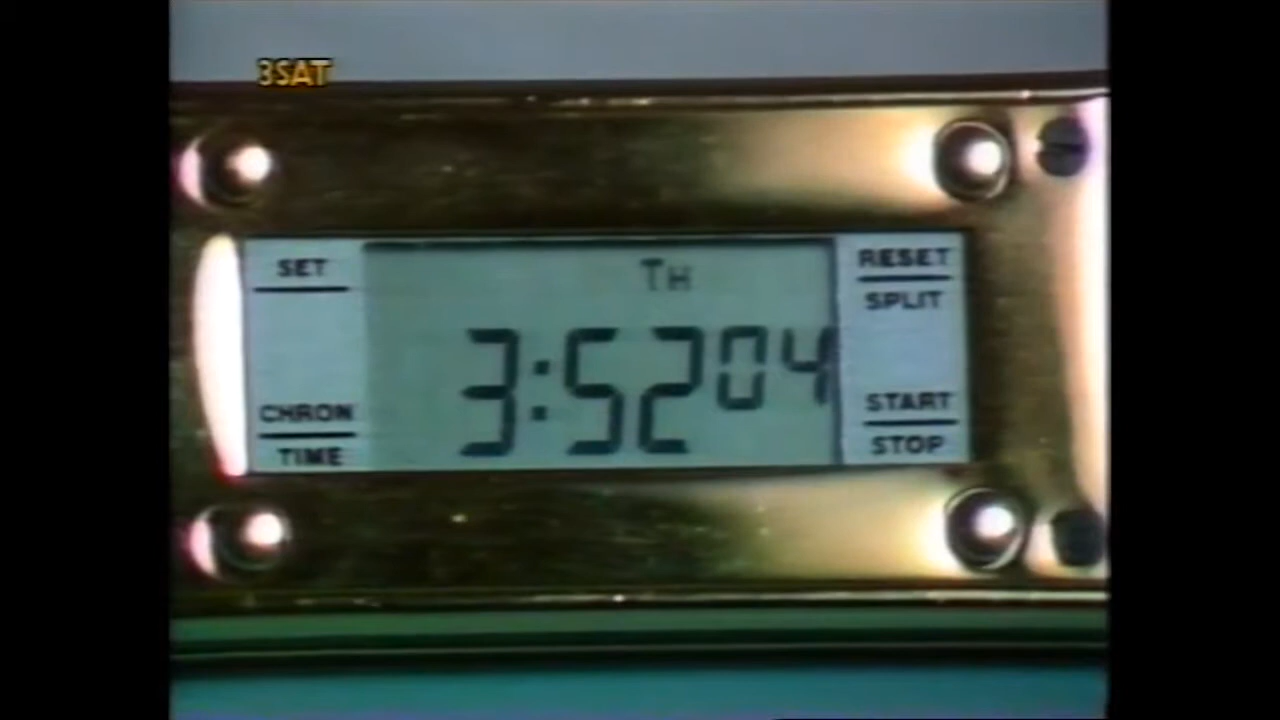 3SAT
SET
CHRON
TIME
TH
3:52 04
RESET
SPLIT
START
STOP